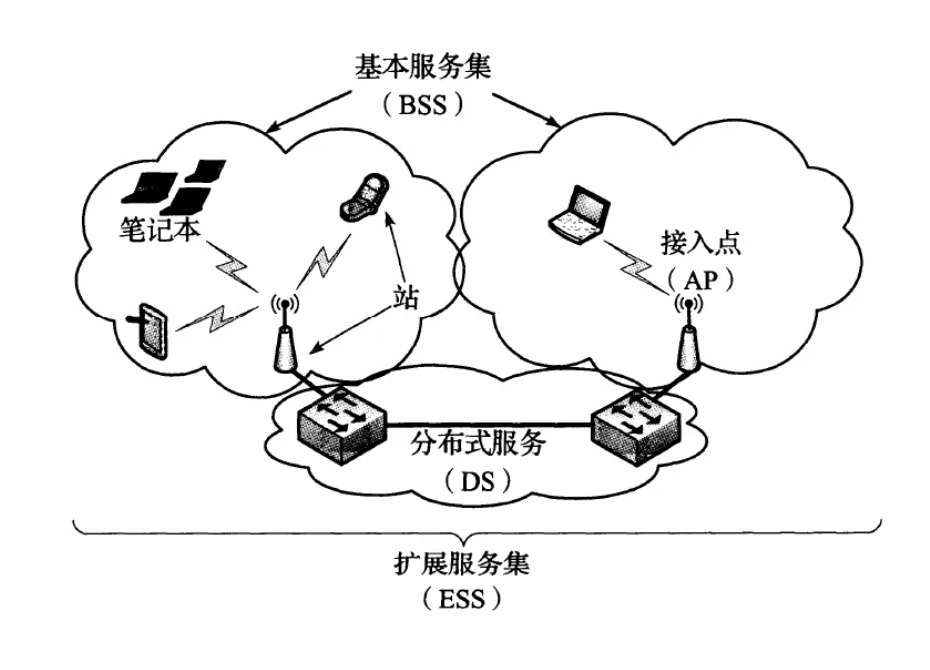 基本服务集
（BSS）
笔记本
接入点
（AP）
站
分布式服务
（DS）
扩展服务集
（ESS）